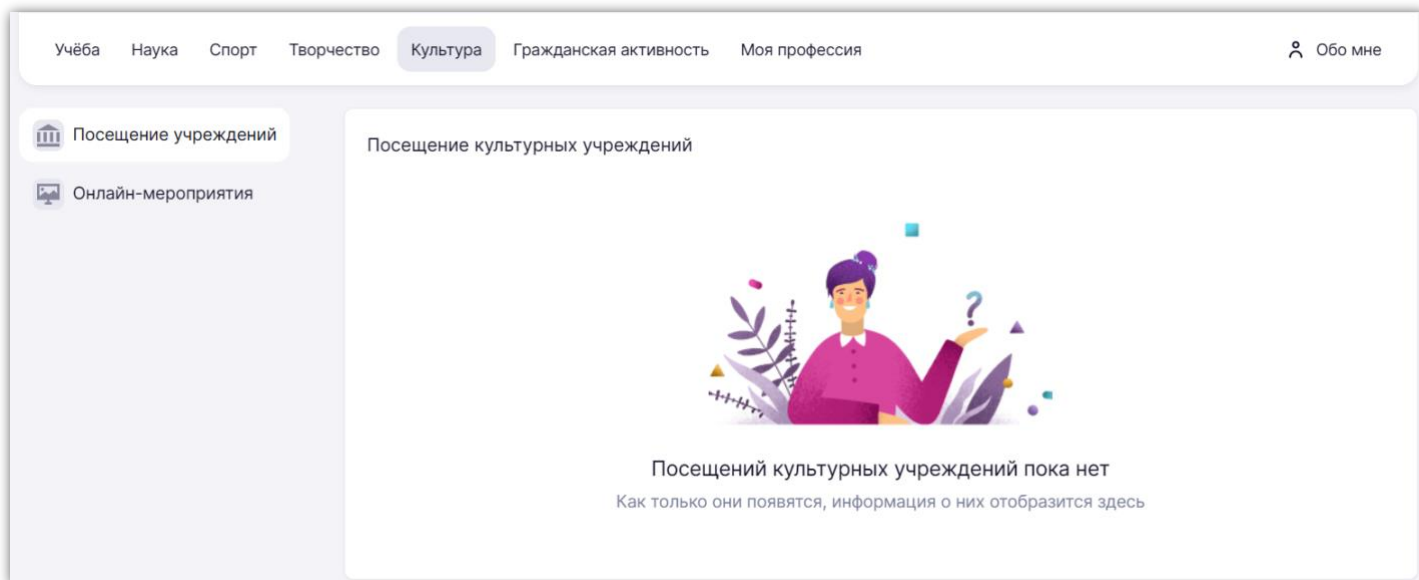 Учёба Наука Спорт Творчество Культура Гражданская активность Моя профессия Обо мне
Посещение учреждений
Онлайн-мероприятия
Посещение культурных учреждений
?
Посещений культурных учреждений пока нет
Как только они появятся, информация о них отобразится здесь